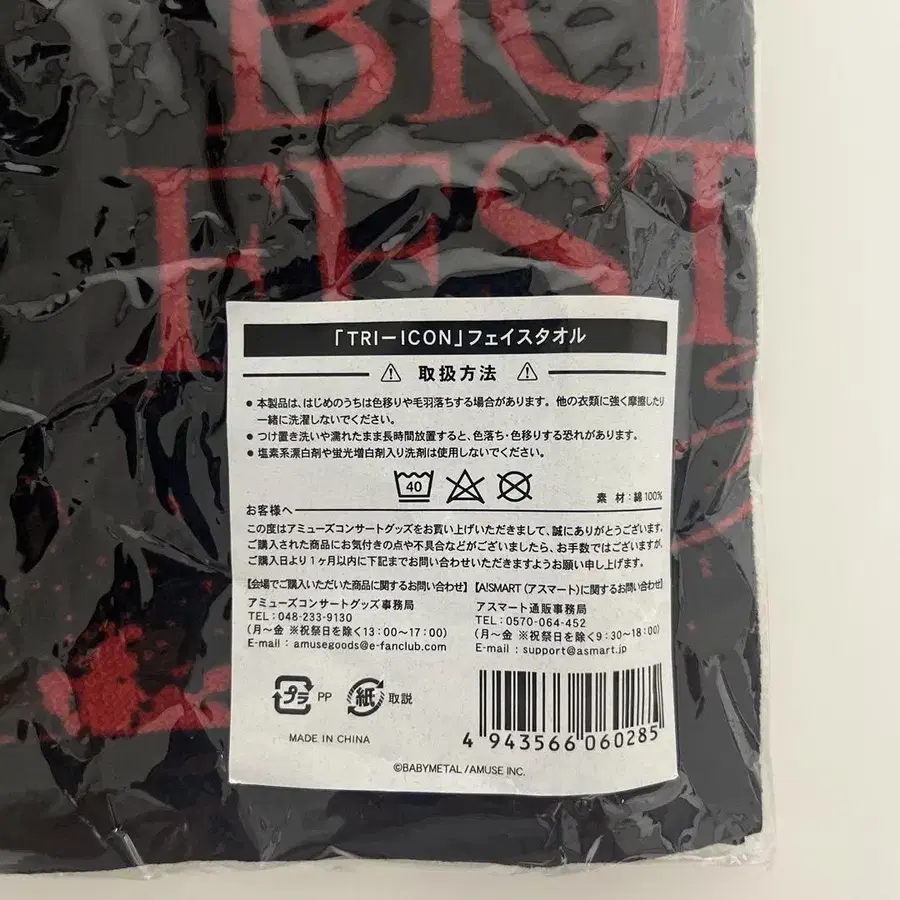 BIG
FEST
「TRI－ICON」フェイスタオル
取扱方法
● 本製品は、はじめのうちは色移りや毛羽落ちする場合があります。他の衣類に強く摩擦したり
一緒に洗濯しないでください。
● つけ置き洗いや濡れたまま長時間放置すると、色落ち・色移りする恐れがあります。
● 塩素系漂白剤や蛍光増白剤入り洗剤は使用しないでください。
40
素 材：綿100%
お客様へ
この度はアミューズコンサートグッズをお買い上げいただきまして、誠にありがとうございます。
ご購入された商品にお気付きの点や不具合などがございましたら、お手数ではございますが、
ご購入日より1ヶ月以内に下記までお問い合わせいただきますようお願い申し上げます。
【会場でご購入いただいた商品に関するお問い合わせ】
アミューズコンサートグッズ事務局
TEL：048-233-9130
（月～金 ※祝祭日を除く13：00～17：00）
E-mail：amusegoods@e-fanclub.com
【A!SMART（アスマート）に関するお問い合わせ】
アスマート通販事務局
TEL：0570-064-452
（月～金 ※祝祭日を除く9：30～18：00）
E-mail：support@asmart.jp
プラ PP 紙 取説
MADE IN CHINA
4 943566 060285
©BABYMETAL/AMUSE INC.